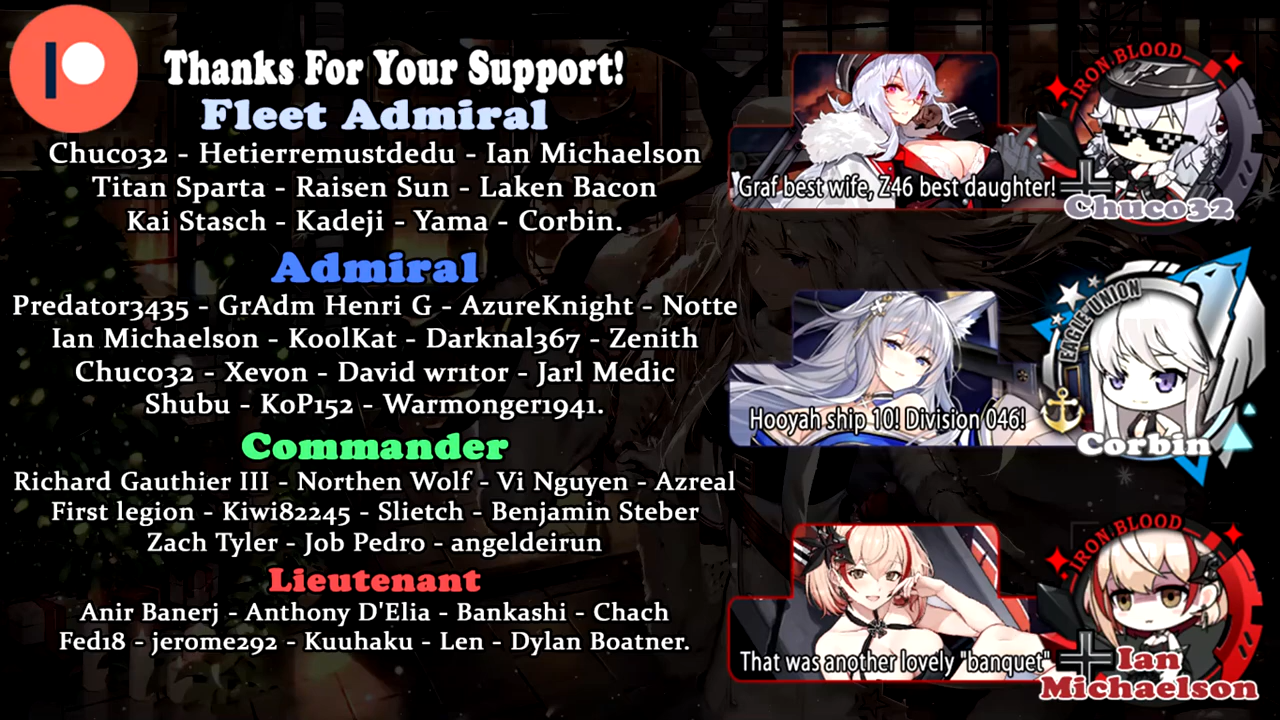 Thanks For Your Support!
Fleet Admiral
Chuco32 - Hetierremustdedu - Ian Michaelson
Titan Sparta - Raisen Sun - Laken Bacon
Kai Stasch - Kadeji - Yama - Corbin.
Admiral
Predator3435 - GrAdm Henri G - AzureKnight - Notte
Ian Michaelson - KoolKat - Darknal367 - Zenith
Chuco32 - Xevon - David wr1tor - Jarl Medic
Shubu - KoP152 - Warmonger1941.
Commander
Richard Gauthier III - Northen Wolf - Vi Nguyen - Azreal
First legion - Kiwi82245 - Slietch - Benjamin Steber
Zach Tyler - Job Pedro - angeldeirun
Lieutenant
Anir Banerj - Anthony D'Elia - Bankashi - Chach
Fed18 - jerome292 - Kuuhaku - Len - Dylan Boatner.
IRON BLOOD
Graf best wife, Z46 best daughter!
Chuco32
EAGLE UNION
Hooyah ship 10! Division 046!
Corbin
IRON BLOOD
That was another lovely "banquet"
Ian
Michaelson